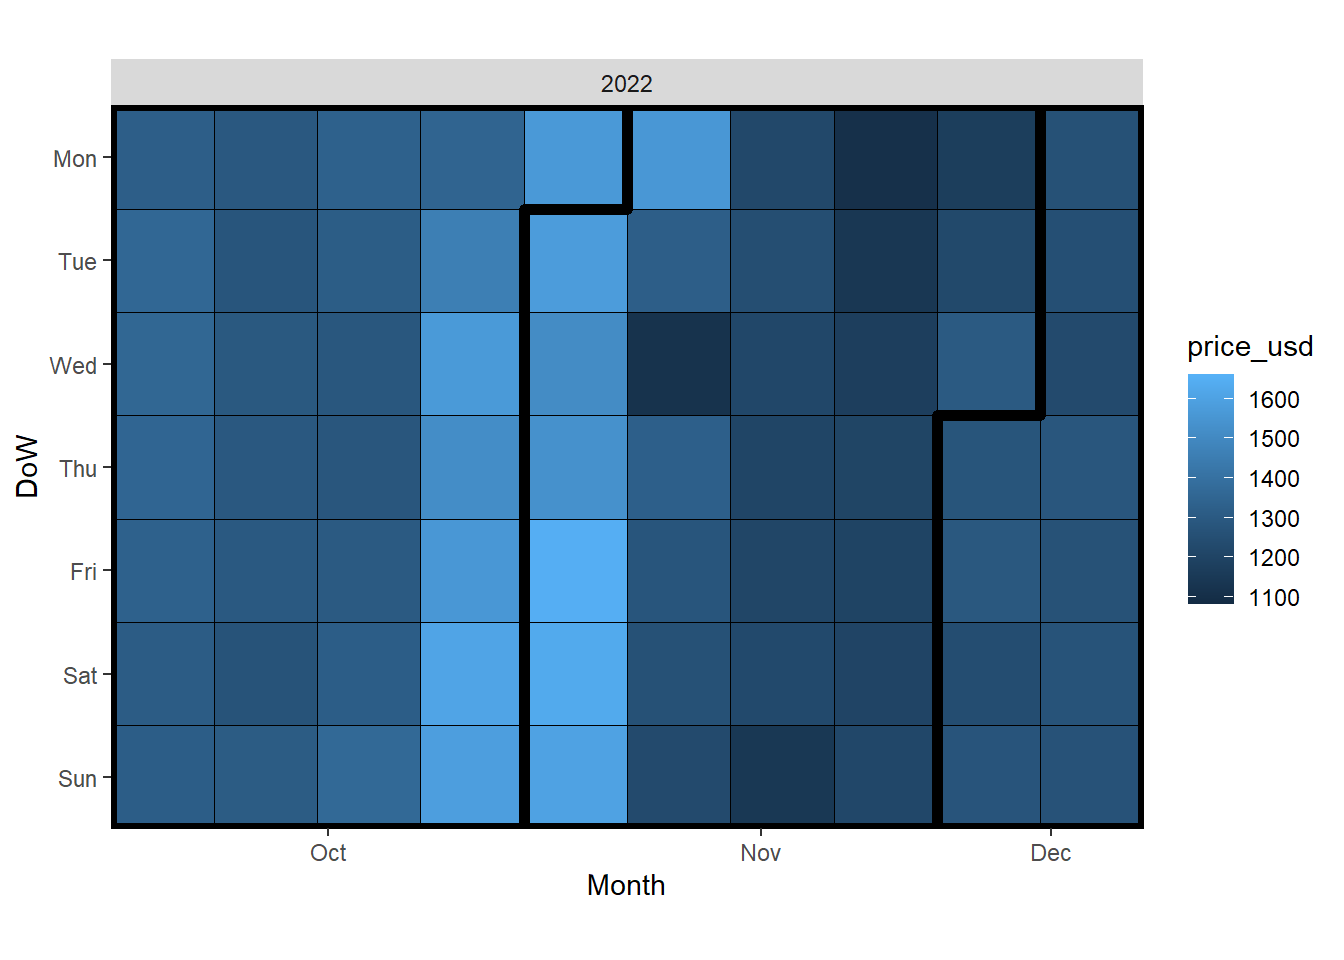 2022
Mon
Tue
Wed
Thu
Fri
Sat
Sun
DoW
Oct
Nov
Dec
Month
price_usd
1600
1500
1400
1300
1200
1100